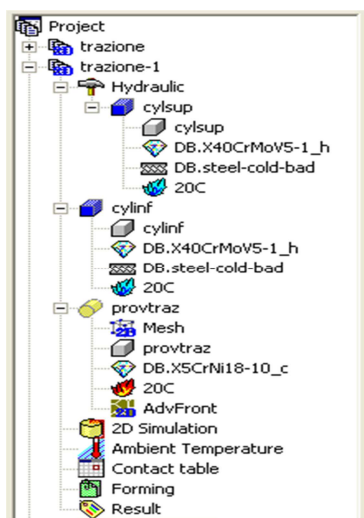 Project
trazione
trazione-1
Hydraulic
cylsup
cylsup
DB.X40CrMoV5-1_h
DB.steel-cold-bad
20C
cylinf
cylinf
DB.X40CrMoV5-1_h
DB.steel-cold-bad
20C
provtraz
Mesh
provtraz
DB.X5CrNi18-10_c
20C
AdvFront
2D Simulation
Ambient Temperature
Contact table
Forming
Result